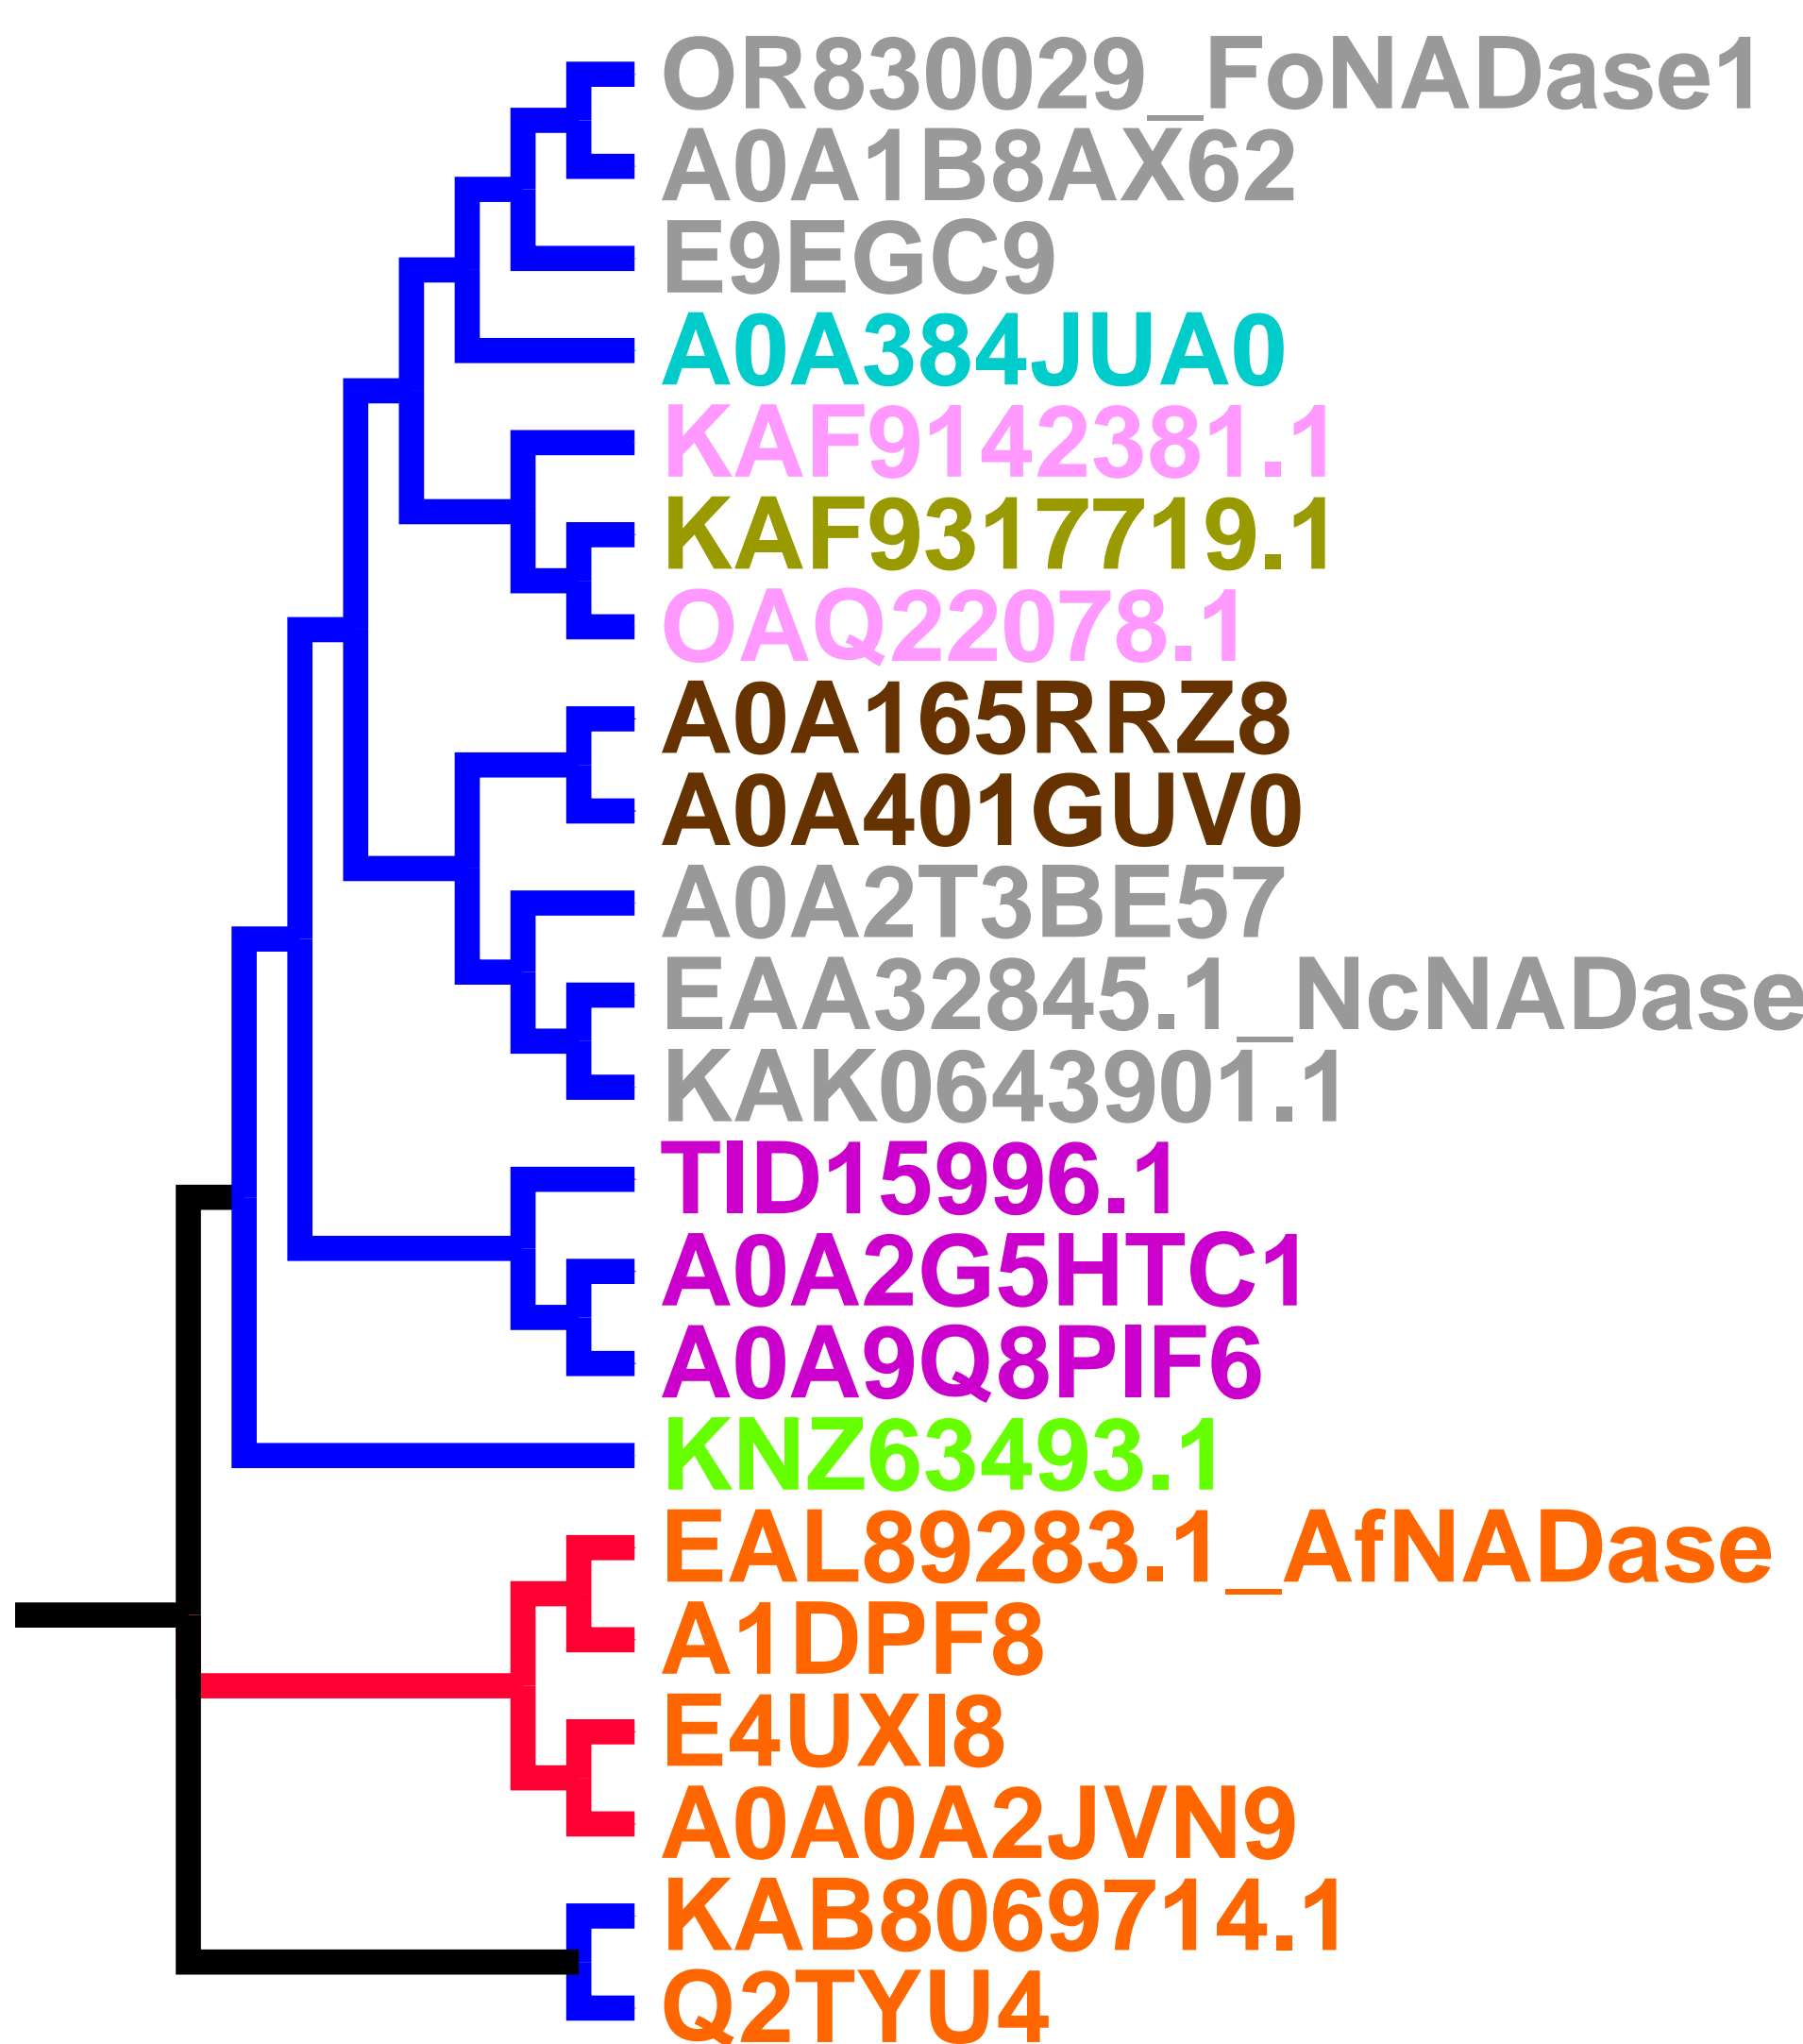 OR830029_FoNADase1
A0A1B8AX62
E9EGC9
A0A384JUA0
KAF9142381.1
KAF9317719.1
OAQ22078.1
A0A165RRZ8
A0A401GUV0
A0A2T3BE57
EAA32845.1_NcNADase
KAK0643901.1
TID15996.1
A0A2G5HTC1
A0A9Q8PIF6
KNZ63493.1
EAL89283.1_AfNADase
A1DPF8
E4UXI8
A0A0A2JVN9
KAB8069714.1
Q2TYU4